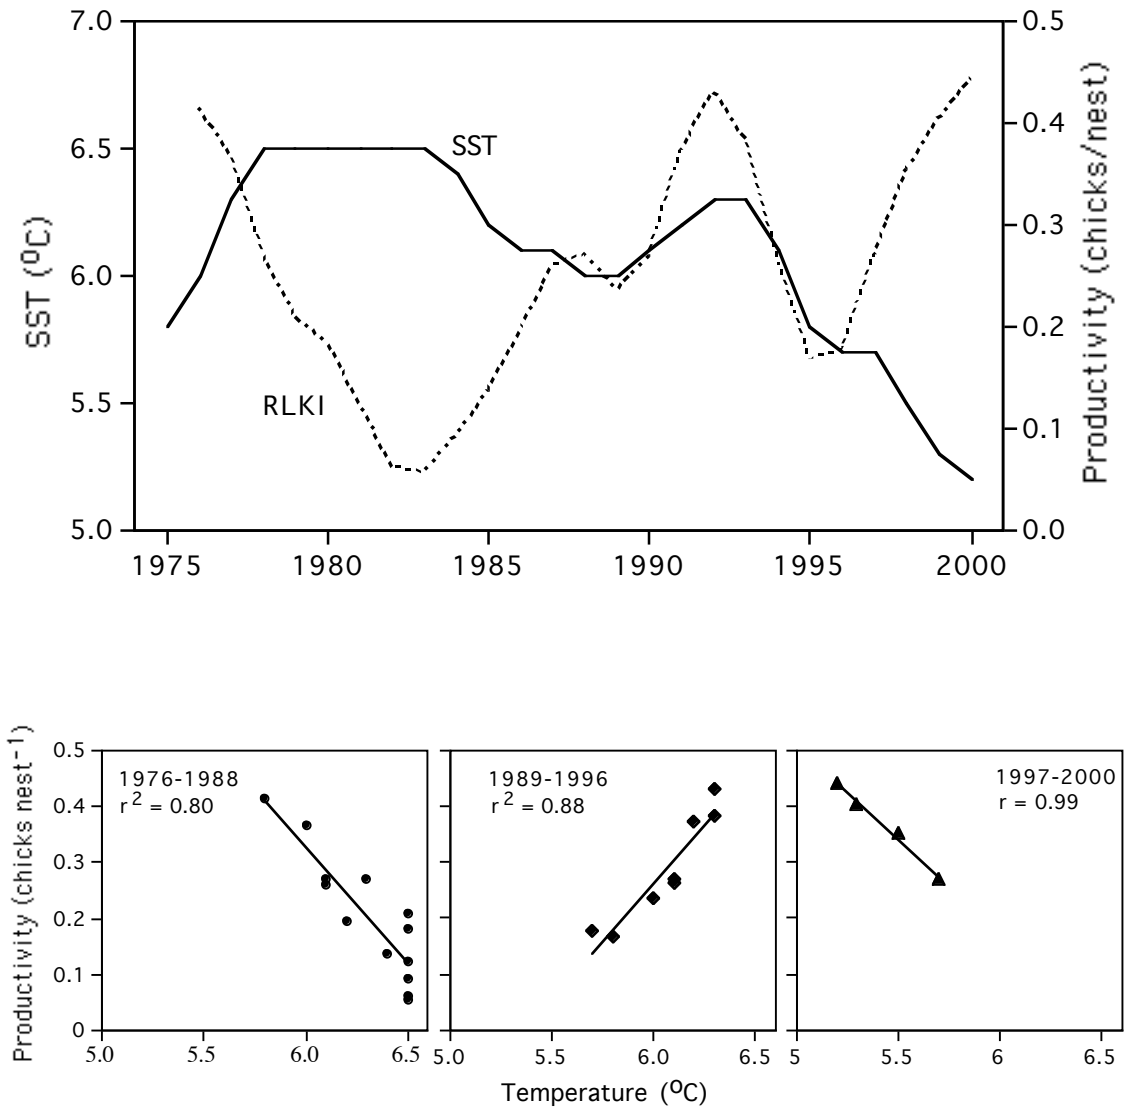 7.0
6.5
6.0
5.5
5.0
SST (ºC)
0.5
0.4
0.3
0.2
0.1
0.0
Productivity (chicks/nest)
SST
RLKI
1975 1980 1985 1990 1995 2000
Productivity (chicks nest⁻¹)
0.5
0.4
0.3
0.2
0.1
0
1976-1988
r² = 0.80
1989-1996
r² = 0.88
1997-2000
r = 0.99
5.0 5.5 6.0 6.5 5.0 5.5 6.0 6.5 5 5.5 6 6.5
Temperature (ºC)